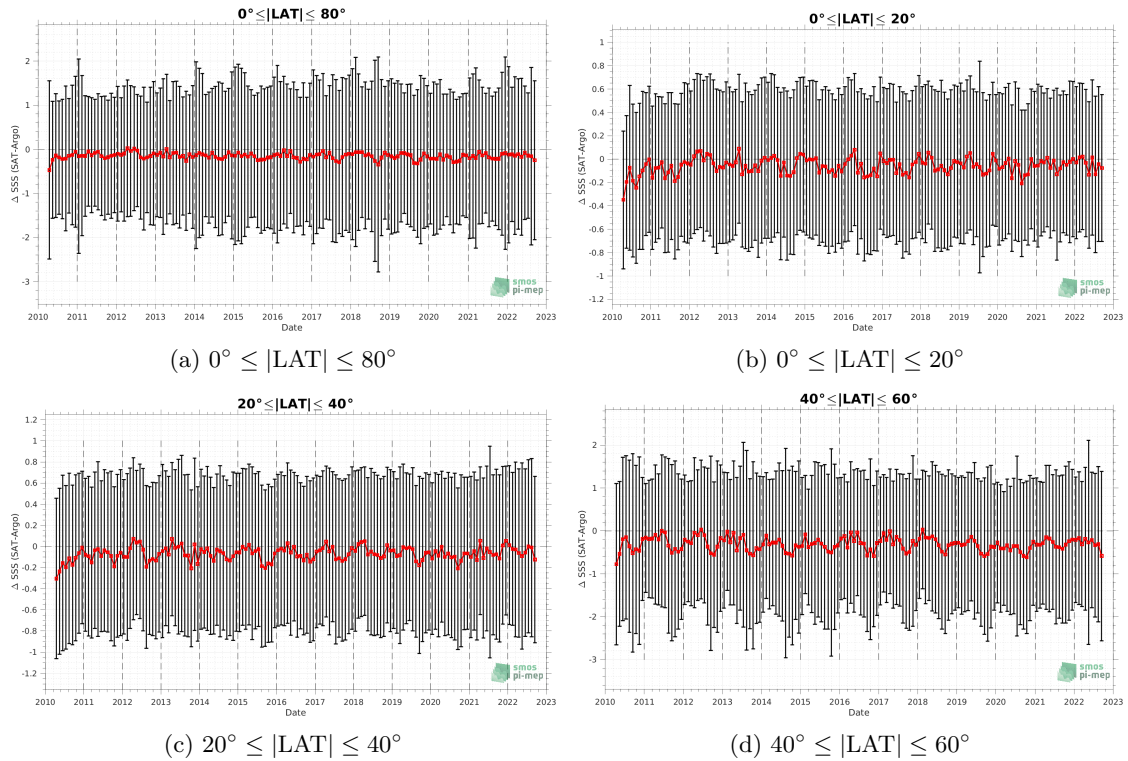 0°≤|LAT|≤ 80°
Δ SSS (SAT-Argo)
2
1
0
-1
-2
-3
2010 2011 2012 2013 2014 2015 2016 2017 2018 2019 2020 2021 2022 2023
Date
smos
pi-mep
(a) 0° ≤ |LAT| ≤ 80°
0°≤|LAT|≤ 20°
Δ SSS (SAT-Argo)
1
0.8
0.6
0.4
0.2
0
-0.2
-0.4
-0.6
-0.8
-1
-1.2
2010 2011 2012 2013 2014 2015 2016 2017 2018 2019 2020 2021 2022 2023
Date
smos
pi-mep
(b) 0° ≤ |LAT| ≤ 20°
20°≤|LAT|≤ 40°
Δ SSS (SAT-Argo)
1.2
1
0.8
0.6
0.4
0.2
0
-0.2
-0.4
-0.6
-0.8
-1
-1.2
2010 2011 2012 2013 2014 2015 2016 2017 2018 2019 2020 2021 2022 2023
Date
smos
pi-mep
(c) 20° ≤ |LAT| ≤ 40°
40°≤|LAT|≤ 60°
Δ SSS (SAT-Argo)
2
1
0
-1
-2
-3
2010 2011 2012 2013 2014 2015 2016 2017 2018 2019 2020 2021 2022 2023
Date
smos
pi-mep
(d) 40° ≤ |LAT| ≤ 60°